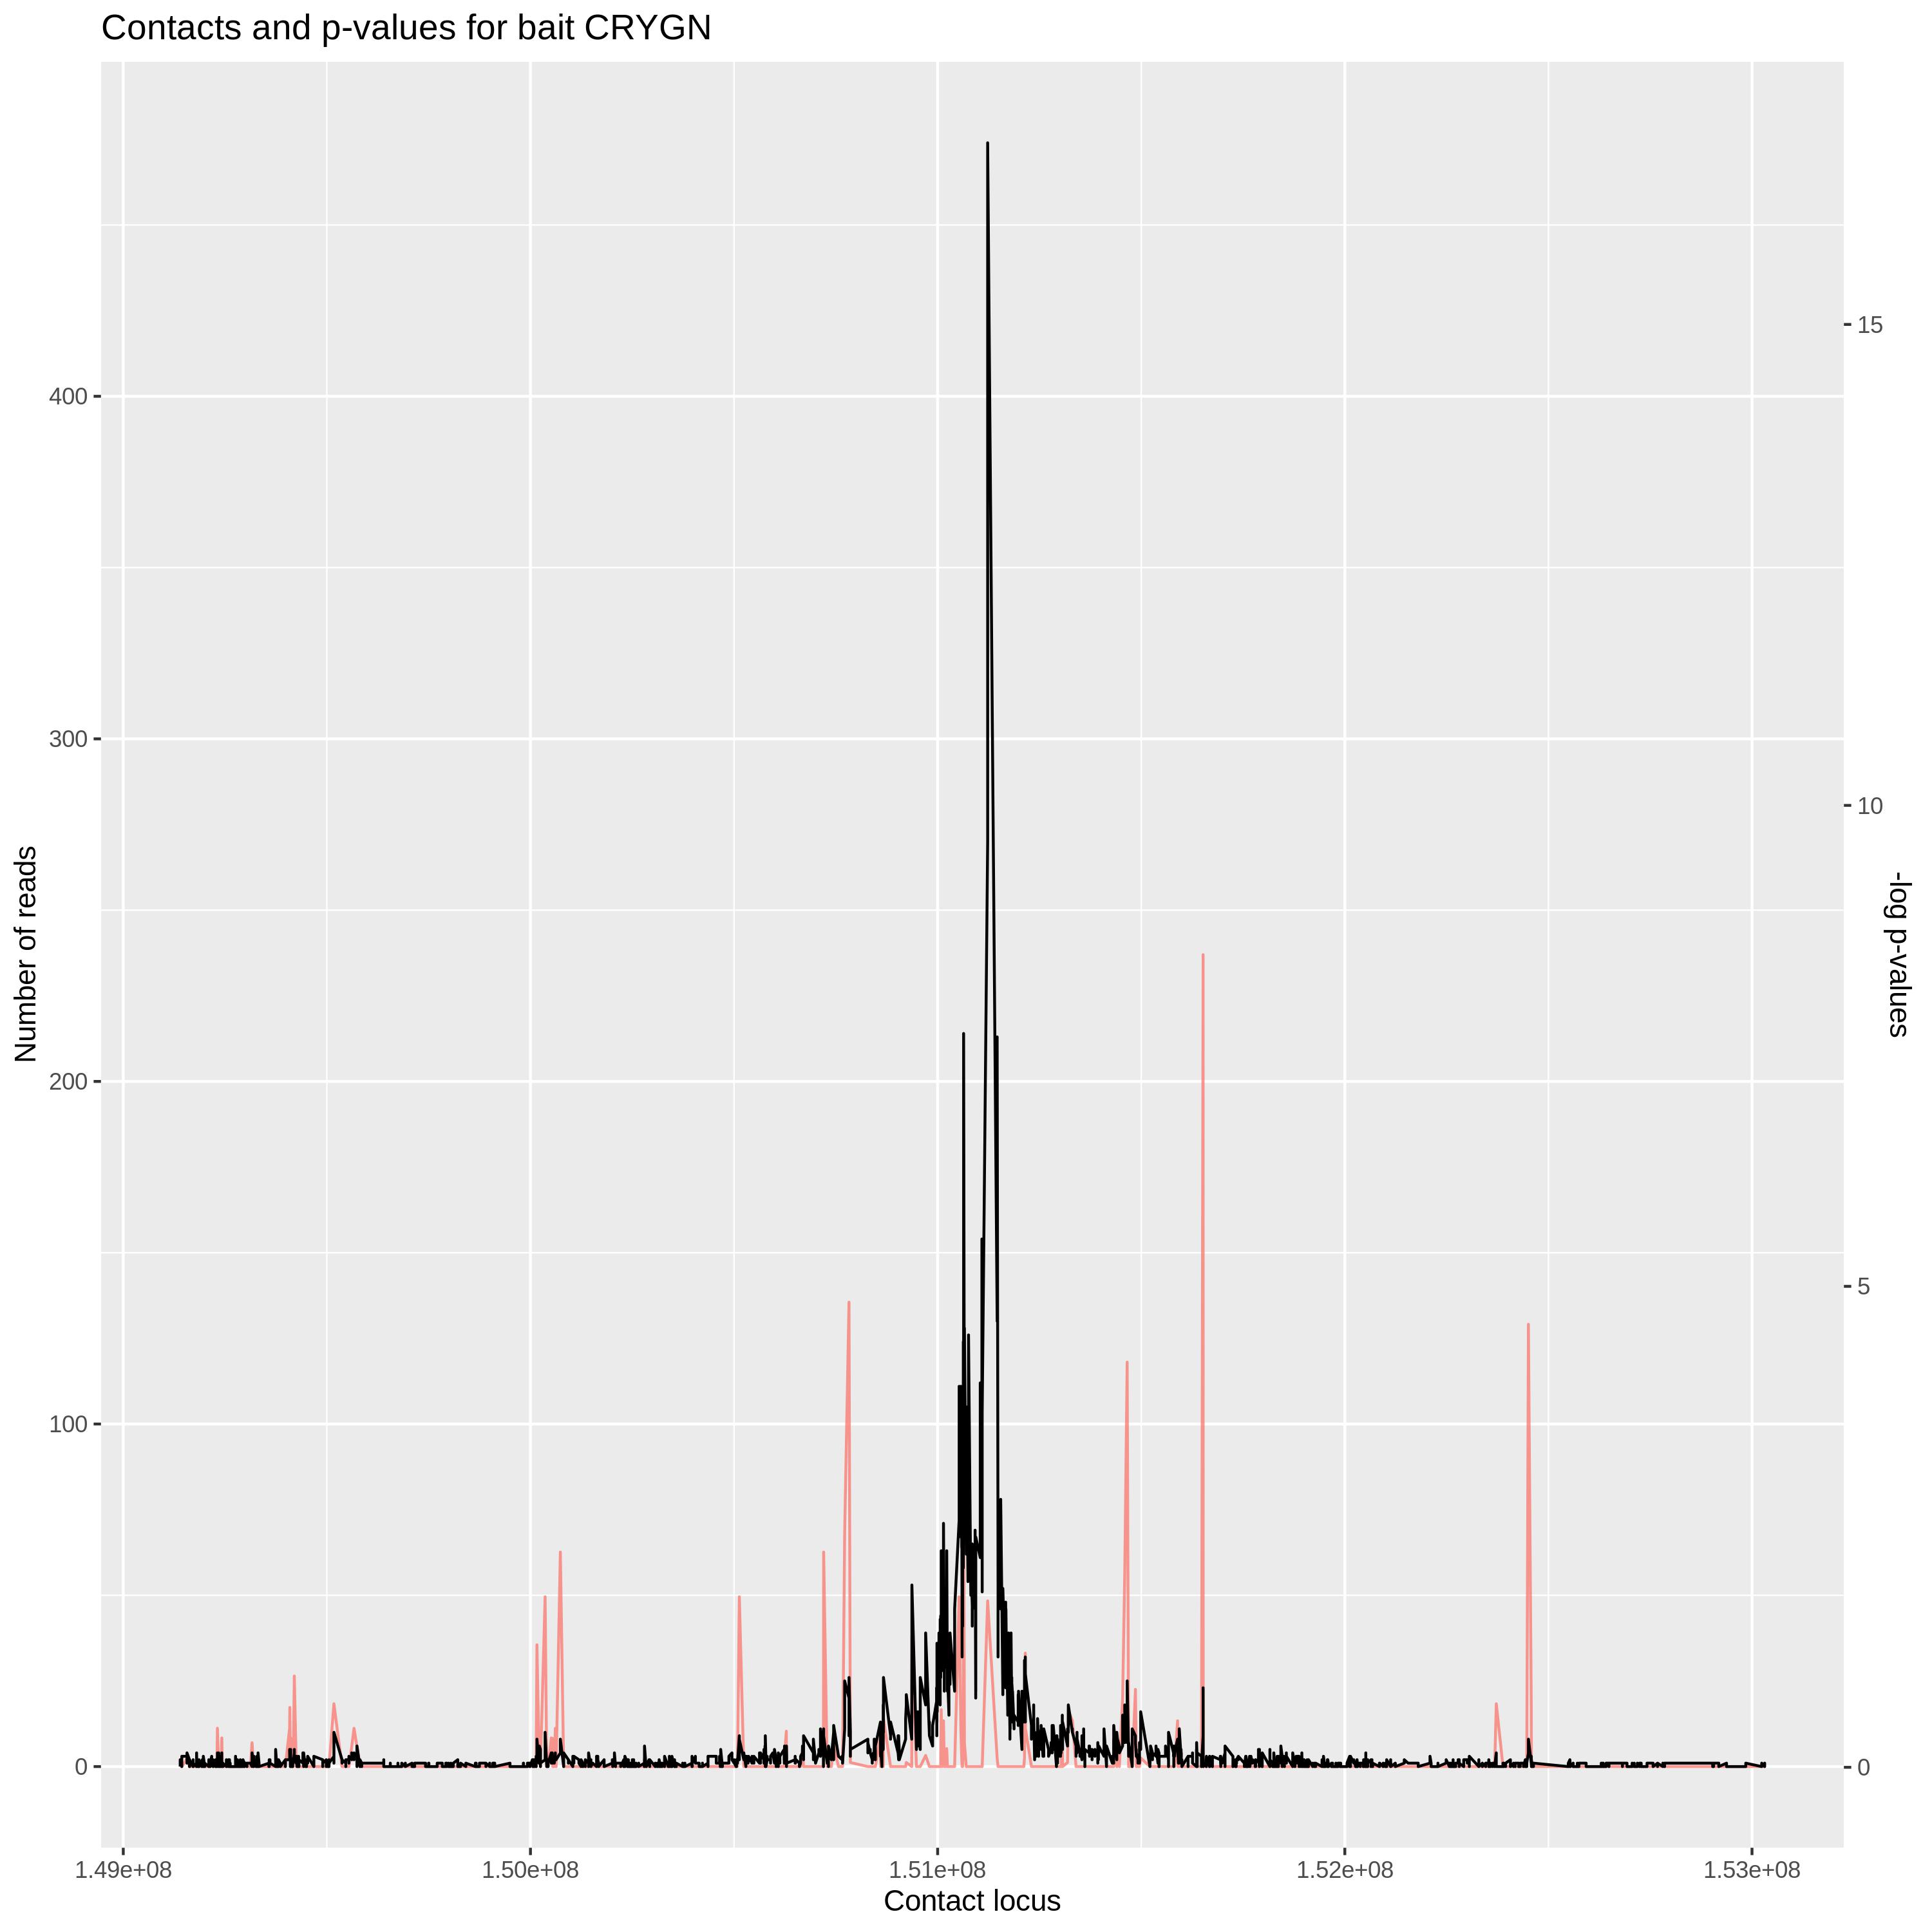 Contacts and p-values for bait CRYGN
Number of reads
400
300
200
100
0
15
10
5
0
-log p-values
1.49e+08
1.50e+08
1.51e+08
1.52e+08
1.53e+08
Contact locus